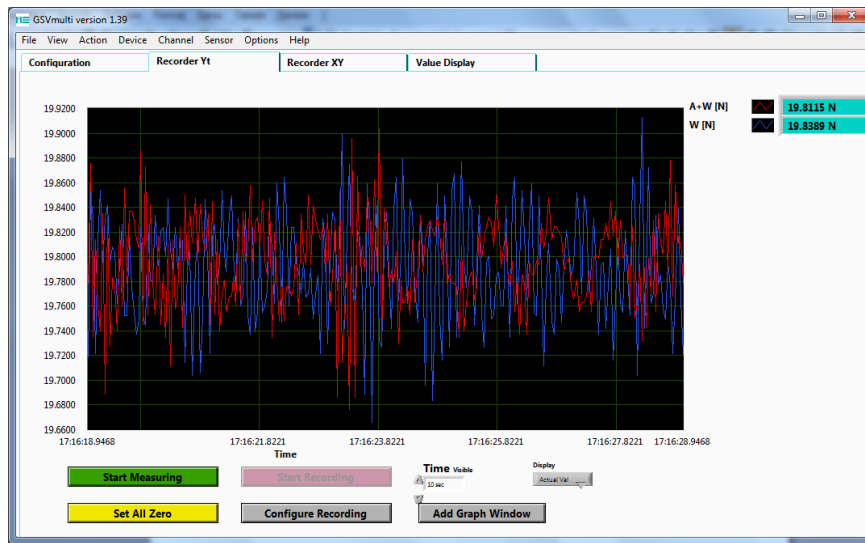 GSVmulti version 1.39
File View Action Device Channel Sensor Options Help
Configuration Recorder Yt Recorder XY Value Display
A+W [N] 19.8115 N
W [N] 19.8389 N
19.9200
19.9000
19.8800
19.8600
19.8400
19.8200
19.8000
19.7800
19.7600
19.7400
19.7200
19.7000
19.6800
19.6600
17:16:18.9468 17:16:21.8221 17:16:23.8221 17:16:25.8221 17:16:27.8221 17:16:28.9468
Time
Start Measuring Start Recording Time Visible Display
10 sec Actual Val
Set All Zero Configure Recording Add Graph Window